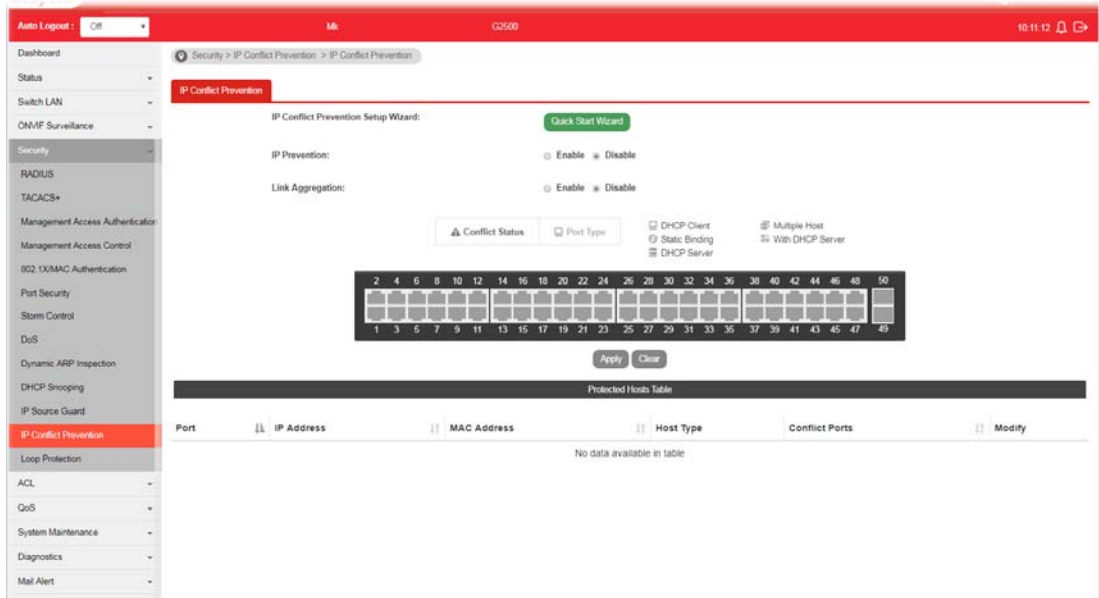 Auto Logout : Off Mk G2500 10:11:12
Dashboard
Status
Switch LAN
ONVIF Surveillance
Security
RADIUS
TACACS+
Management Access Authentication
Management Access Control
802.1X/MAC Authentication
Port Security
Storm Control
DoS
Dynamic ARP Inspection
DHCP Snooping
IP Source Guard
IP Conflict Prevention
Loop Protection
ACL
QoS
System Maintenance
Diagnostics
Mail Alert
Security > IP Conflict Prevention > IP Conflict Prevention
IP Conflict Prevention
IP Conflict Prevention Setup Wizard: Quick Start Wizard
IP Prevention: Enable Disable
Link Aggregation: Enable Disable
Conflict Status Port Type
DHCP Client Multiple Host
Static Binding With DHCP Server
DHCP Server
2 4 6 8 10 12 14 16 18 20 22 24 26 28 30 32 34 36 38 40 42 44 46 48 50
1 3 5 7 9 11 13 15 17 19 21 23 25 27 29 31 33 35 37 39 41 43 45 47 49
Apply Clear
Protected Hosts Table
Port IP Address MAC Address Host Type Conflict Ports Modify
No data available in table